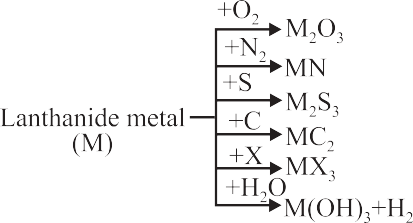 +O₂
M₂O₃
+N₂
MN
+S
M₂S₃
Lanthanide metal
(M)
+C
MC₂
+X
MX₃
+H₂O
M(OH)₃+H₂